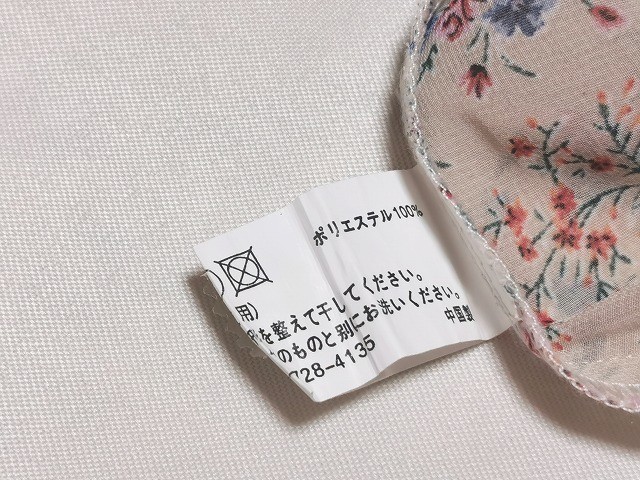 ポリエステル100%
)
用)
を整えて干してください。
のものと別にお洗いください。
728-4135
中国製